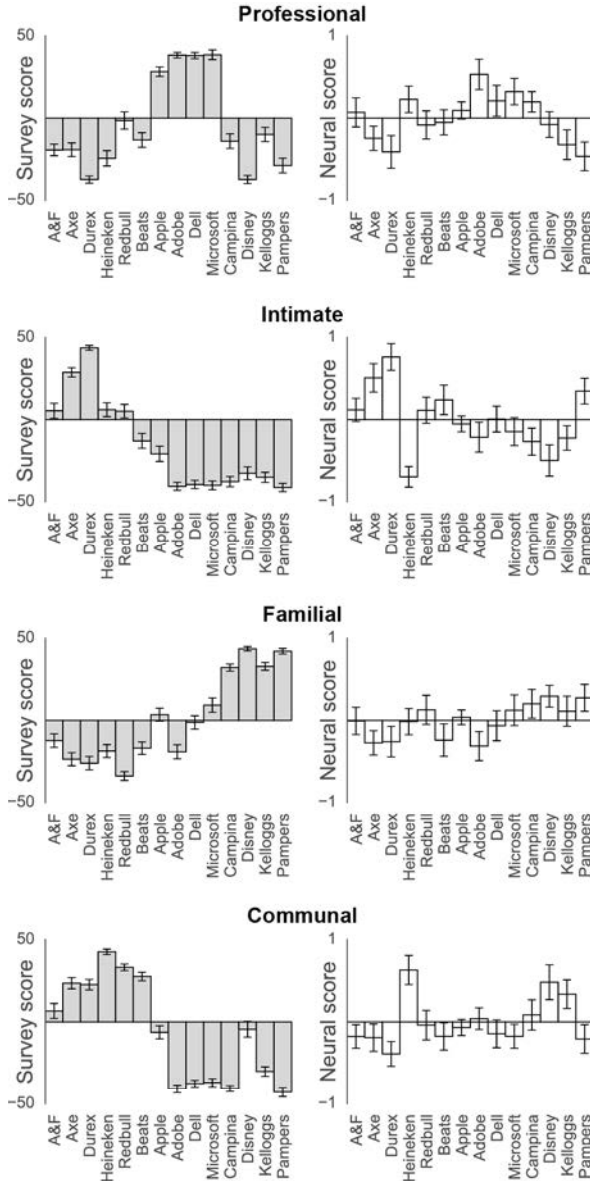 Professional
50
Survey score
−50
A&F
Axe
Durex
Heineken
Redbull
Beats
Apple
Adobe
Dell
Microsoft
Campina
Disney
Kelloggs
Pampers
1
Neural score
−1
A&F
Axe
Durex
Heineken
Redbull
Beats
Apple
Adobe
Dell
Microsoft
Campina
Disney
Kelloggs
Pampers
Intimate
50
Survey score
−50
A&F
Axe
Durex
Heineken
Redbull
Beats
Apple
Adobe
Dell
Microsoft
Campina
Disney
Kelloggs
Pampers
1
Neural score
−1
A&F
Axe
Durex
Heineken
Redbull
Beats
Apple
Adobe
Dell
Microsoft
Campina
Disney
Kelloggs
Pampers
Familial
50
Survey score
−50
A&F
Axe
Durex
Heineken
Redbull
Beats
Apple
Adobe
Dell
Microsoft
Campina
Disney
Kelloggs
Pampers
1
Neural score
−1
A&F
Axe
Durex
Heineken
Redbull
Beats
Apple
Adobe
Dell
Microsoft
Campina
Disney
Kelloggs
Pampers
Communal
50
Survey score
−50
A&F
Axe
Durex
Heineken
Redbull
Beats
Apple
Adobe
Dell
Microsoft
Campina
Disney
Kelloggs
Pampers
1
Neural score
−1
A&F
Axe
Durex
Heineken
Redbull
Beats
Apple
Adobe
Dell
Microsoft
Campina
Disney
Kelloggs
Pampers